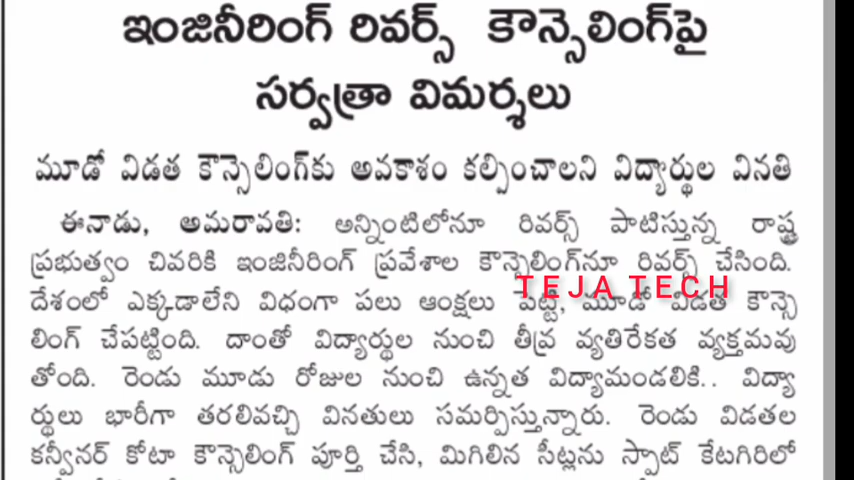 ఇంజినీరింగ్ రివర్స్ కౌన్సెలింగ్‌పై
సర్వత్రా విమర్శలు
మూడో విడత కౌన్సెలింగ్‌కు అవకాశం కల్పించాలని విద్యార్థుల వినతి
ఈనాడు, అమరావతి: అన్నింటిలోనూ రివర్స్ పాటిస్తున్న రాష్ట్ర
ప్రభుత్వం చివరికి ఇంజినీరింగ్ ప్రవేశాల కౌన్సెలింగ్‌నూ రివర్స్ చేసింది.
TEJA TECH
దేశంలో ఎక్కడాలేని విధంగా పలు ఆంక్షలు పెట్టి, మూడో విడత కౌన్సె
లింగ్ చేపట్టింది. దాంతో విద్యార్థుల నుంచి తీవ్ర వ్యతిరేకత వ్యక్తమవు
తోంది. రెండు మూడు రోజుల నుంచి ఉన్నత విద్యామండలికి.. విద్యా
ర్థులు భారీగా తరలివచ్చి వినతులు సమర్పిస్తున్నారు. రెండు విడతల
కన్వీనర్ కోటా కౌన్సెలింగ్ పూర్తి చేసి, మిగిలిన సీట్లను స్పాట్ కేటగిరిలో